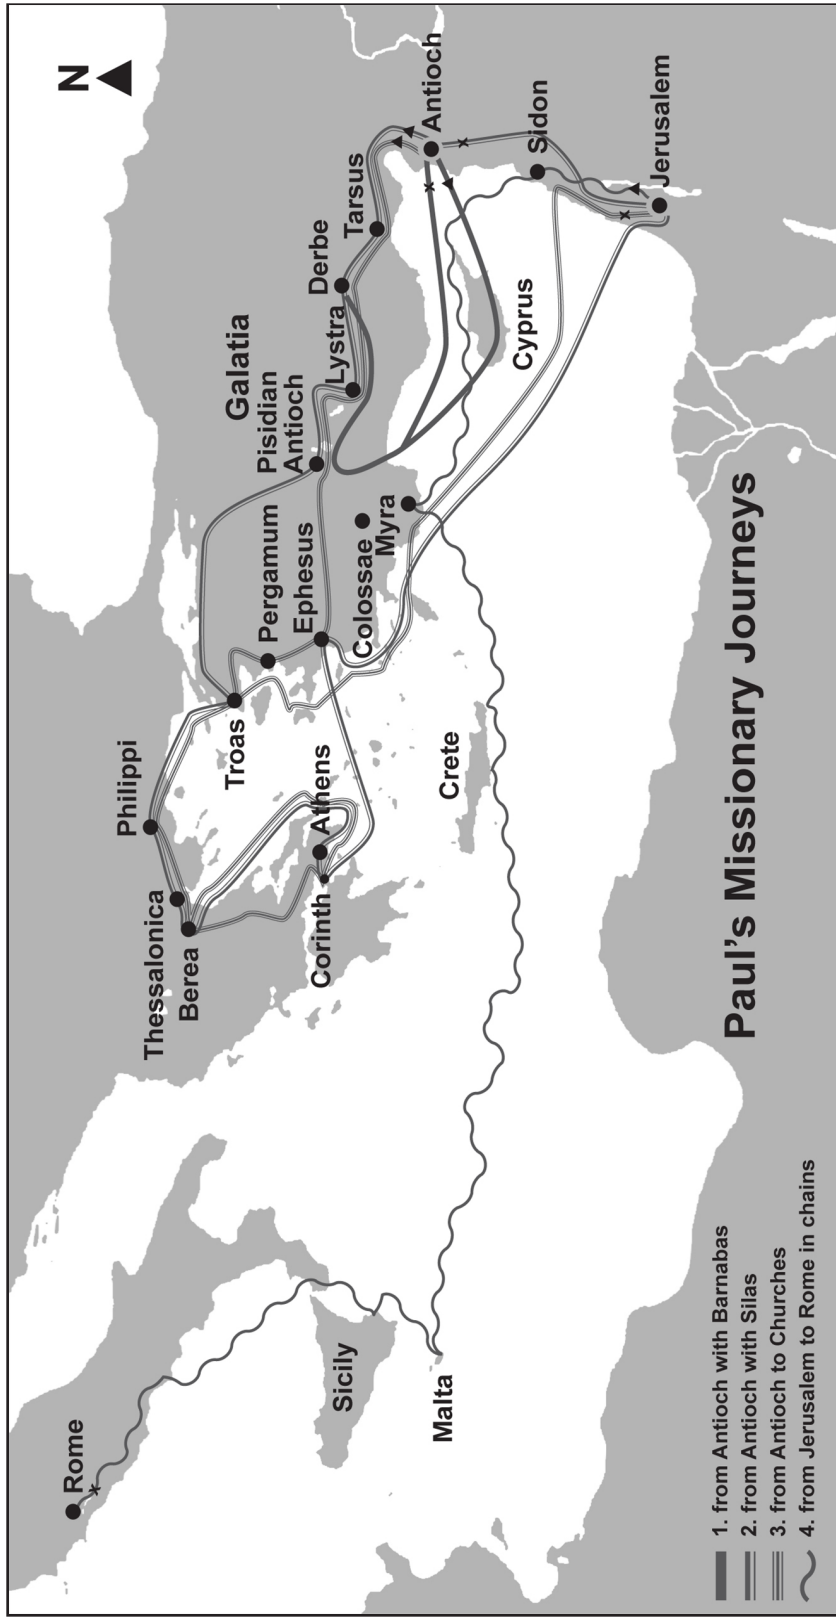 N
Rome
Sicily
Malta
Thessalonica
Berea
Philippi
Corinth
Athens
Crete
Troas
Pergamum
Ephesus
Colossae
Myra
Galatia
Pisidian
Antioch
Lystra
Derbe
Tarsus
Cyprus
Antioch
Sidon
Jerusalem
Paul's Missionary Journeys
1. from Antioch with Barnabas
2. from Antioch with Silas
3. from Antioch to Churches
4. from Jerusalem to Rome in chains